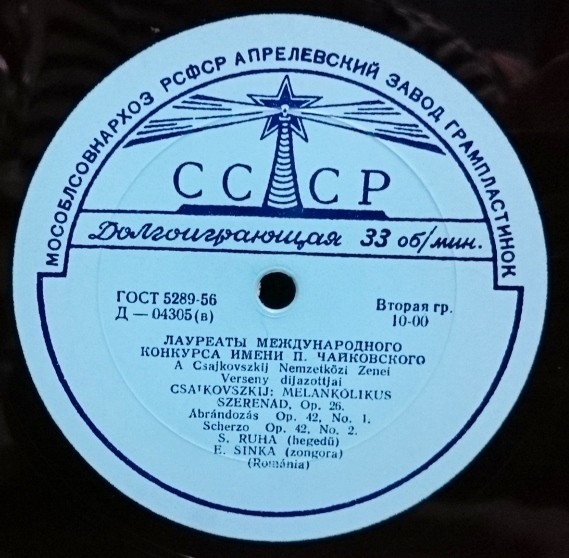 МОСОБЛСОВНАРХОЗ РСФСР АПРЕЛЕВСКИЙ ЗАВОД ГРАМПЛАСТИНОК
СССР
Долгоиграющая 33 об/мин.
ГОСТ 5289-56
Д — 04305(в)
Вторая гр.
10-00
ЛАУРЕАТЫ МЕЖДУНАРОДНОГО
КОНКУРСА ИМЕНИ П. ЧАЙКОВСКОГО
A Csajkovszkij Nemzetközi Zenei
Verseny dijazottjai
CSAIKOVSZKIJ: MELANKÓLIKUS
SZERENÁD, Op. 26.
Abrándozás Op. 42, No. 1.
Scherzo Op. 42, No. 2.
S. RUHA (hegedű)
E. SINKA (zongora)
(Románia)